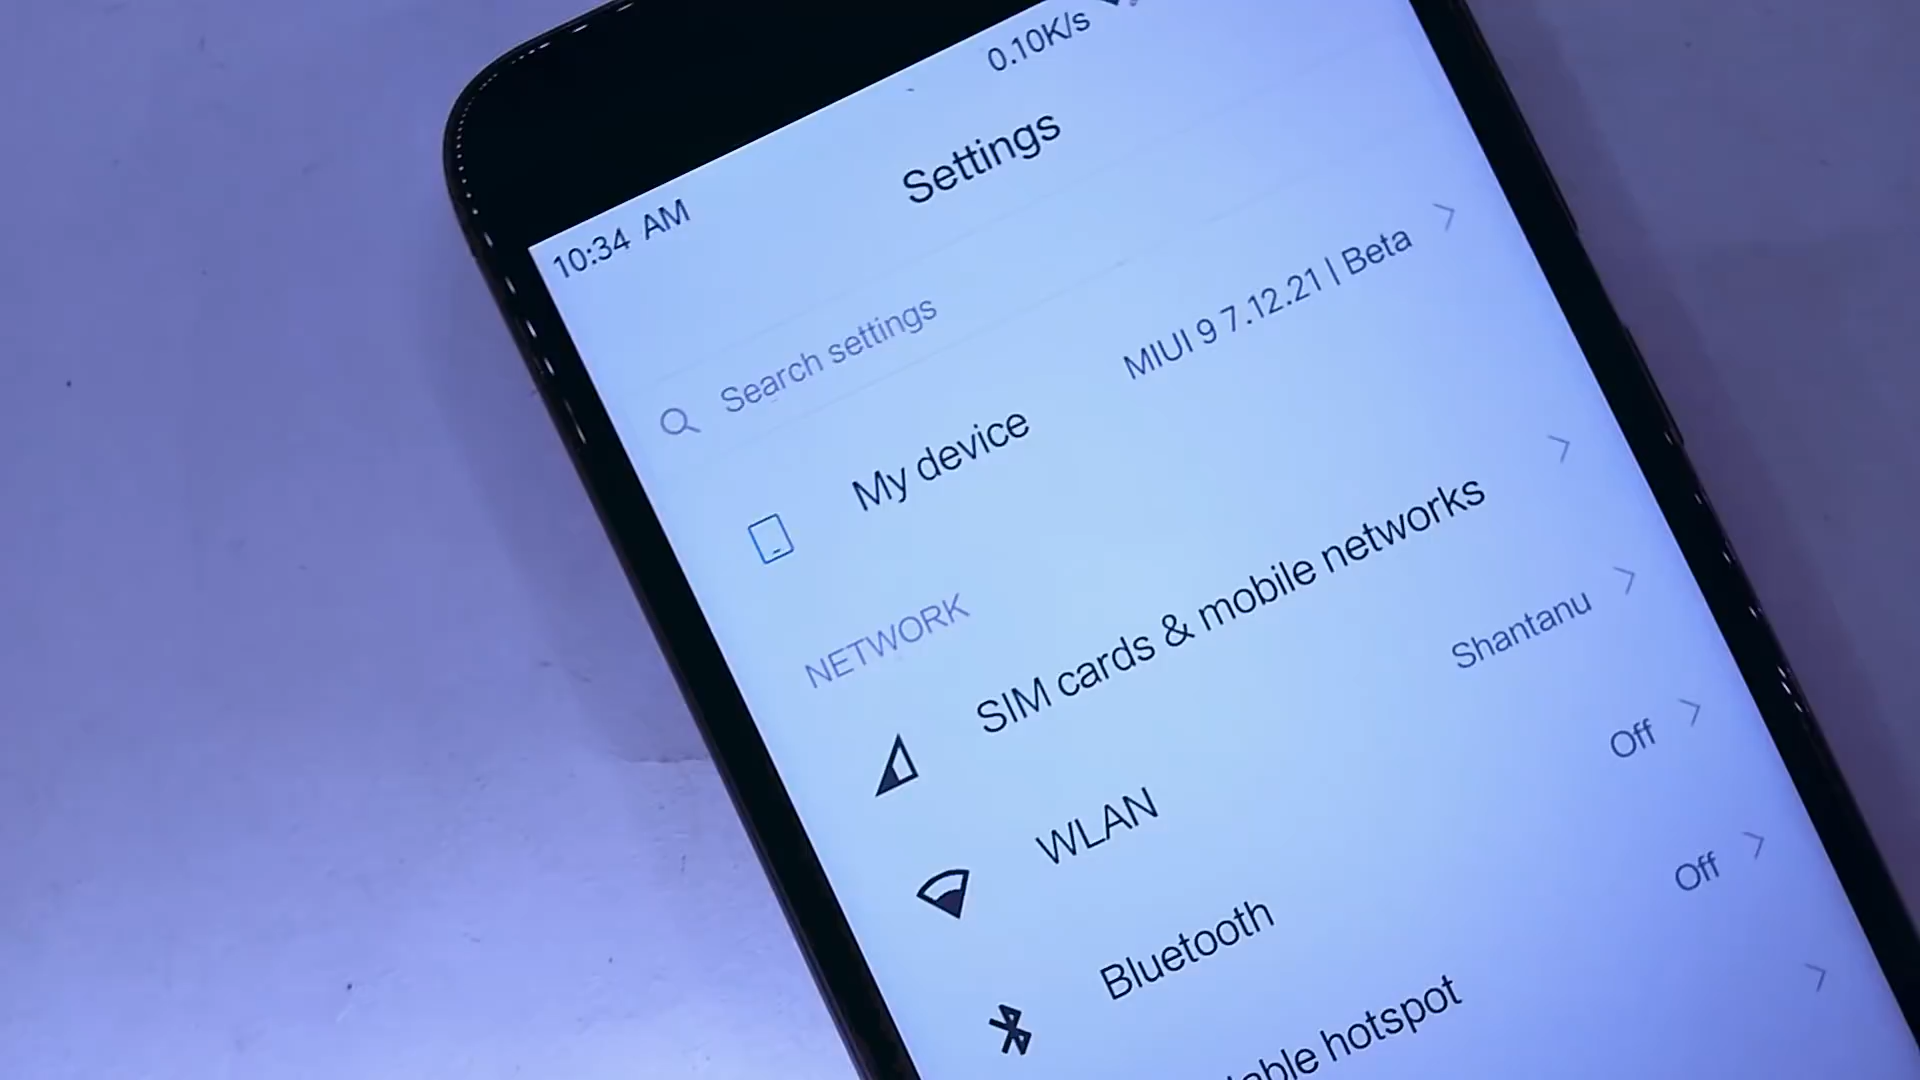 0.10K/s
10:34 AM
Settings
Search settings
My device MIUI 9 7.12.21 | Beta
NETWORK
SIM cards & mobile networks
WLAN Shantanu
Bluetooth Off
hotspot Off